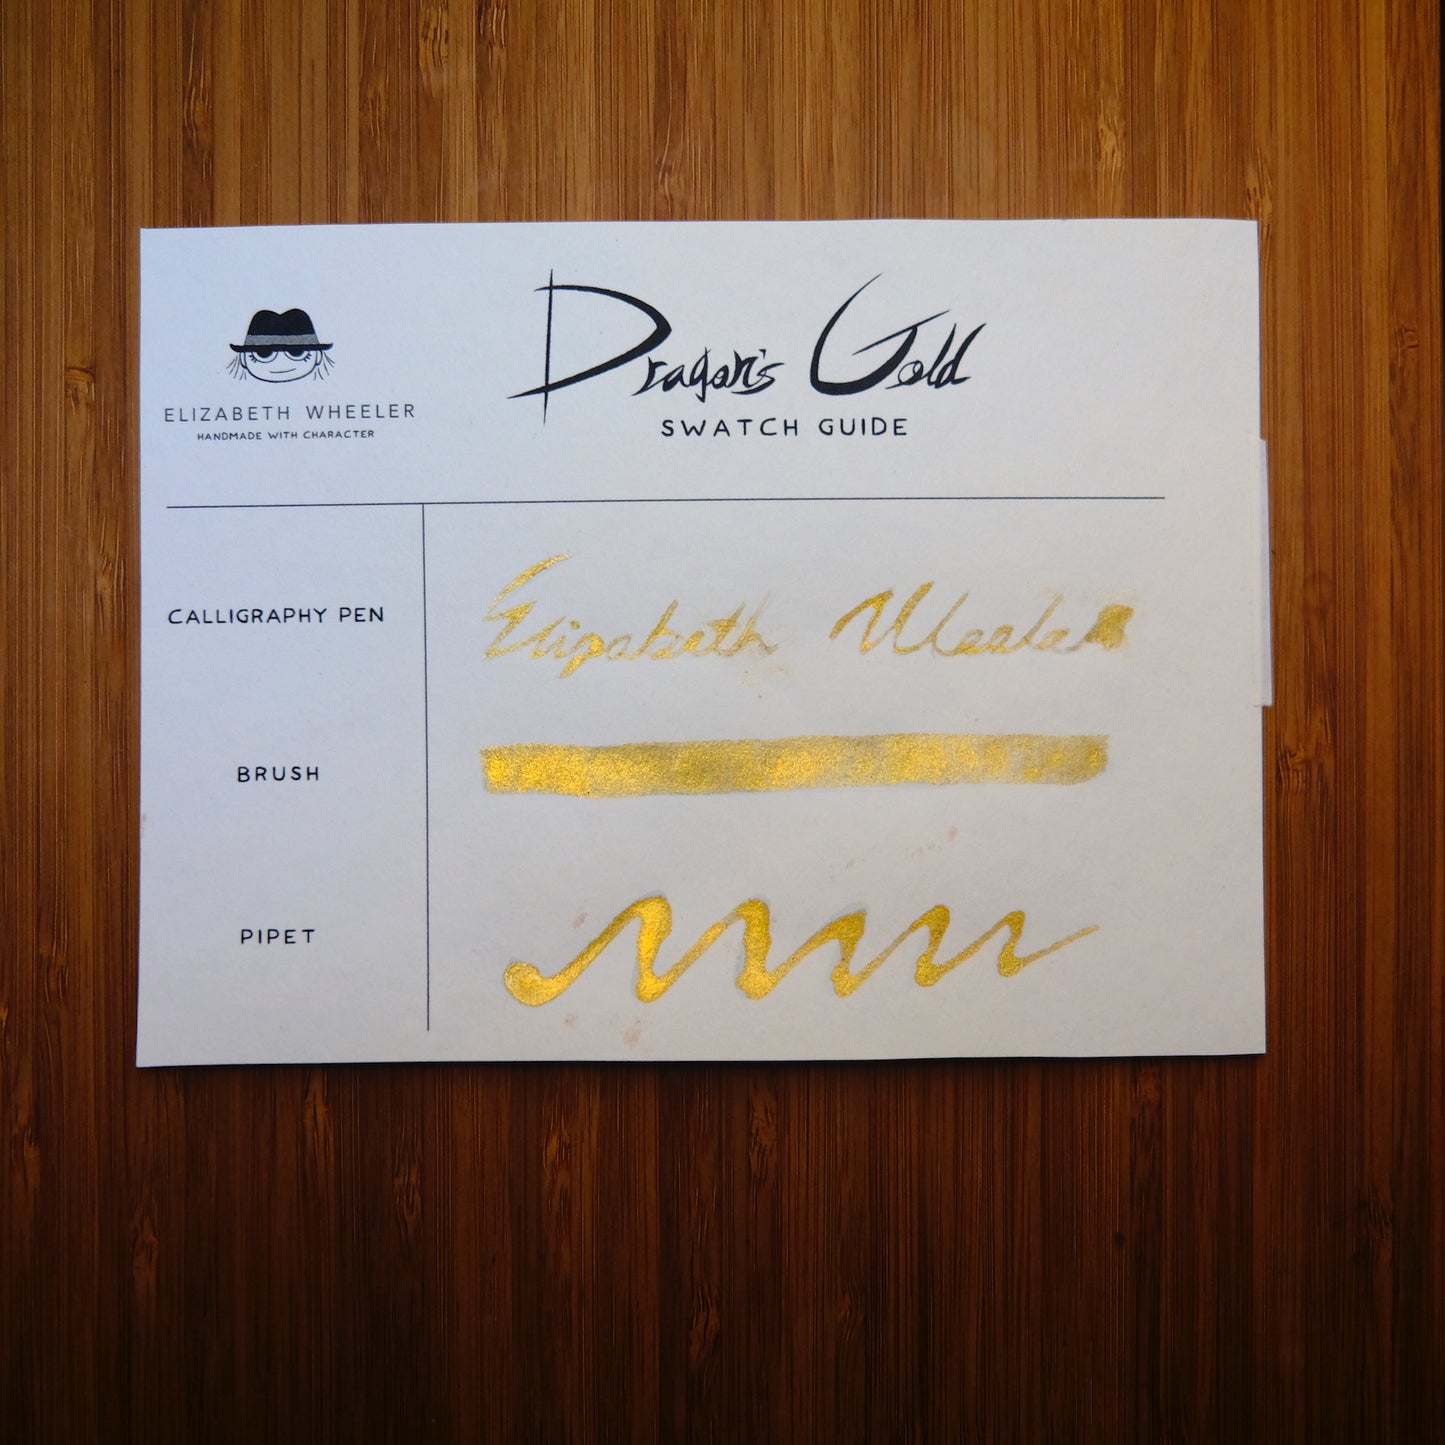 Dragon's Gold
SWATCH GUIDE
ELIZABETH WHEELER
HANDMADE WITH CHARACTER
CALLIGRAPHY PEN
Elizabeth Wheeler
BRUSH
PIPET